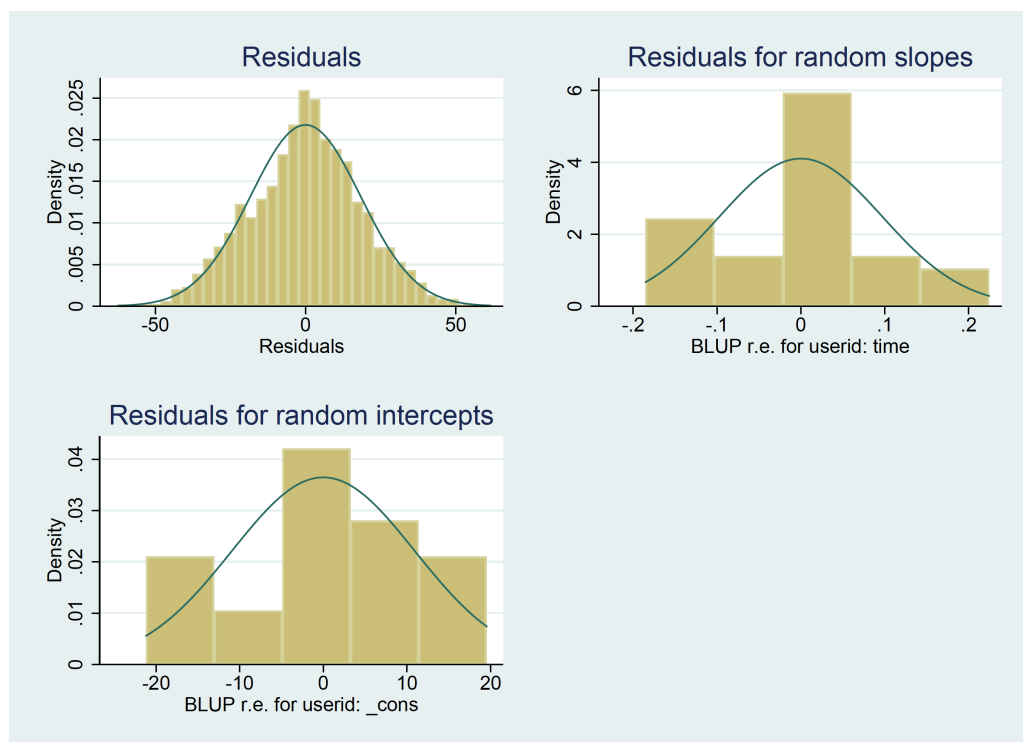 Residuals
Density
0 .005 .01 .015 .02 .025
-50 0 50
Residuals
Residuals for random slopes
Density
0 2 4 6
-.2 -.1 0 .1 .2
BLUP r.e. for userid: time
Residuals for random intercepts
Density
0 .01 .02 .03 .04
-20 -10 0 10 20
BLUP r.e. for userid: _cons